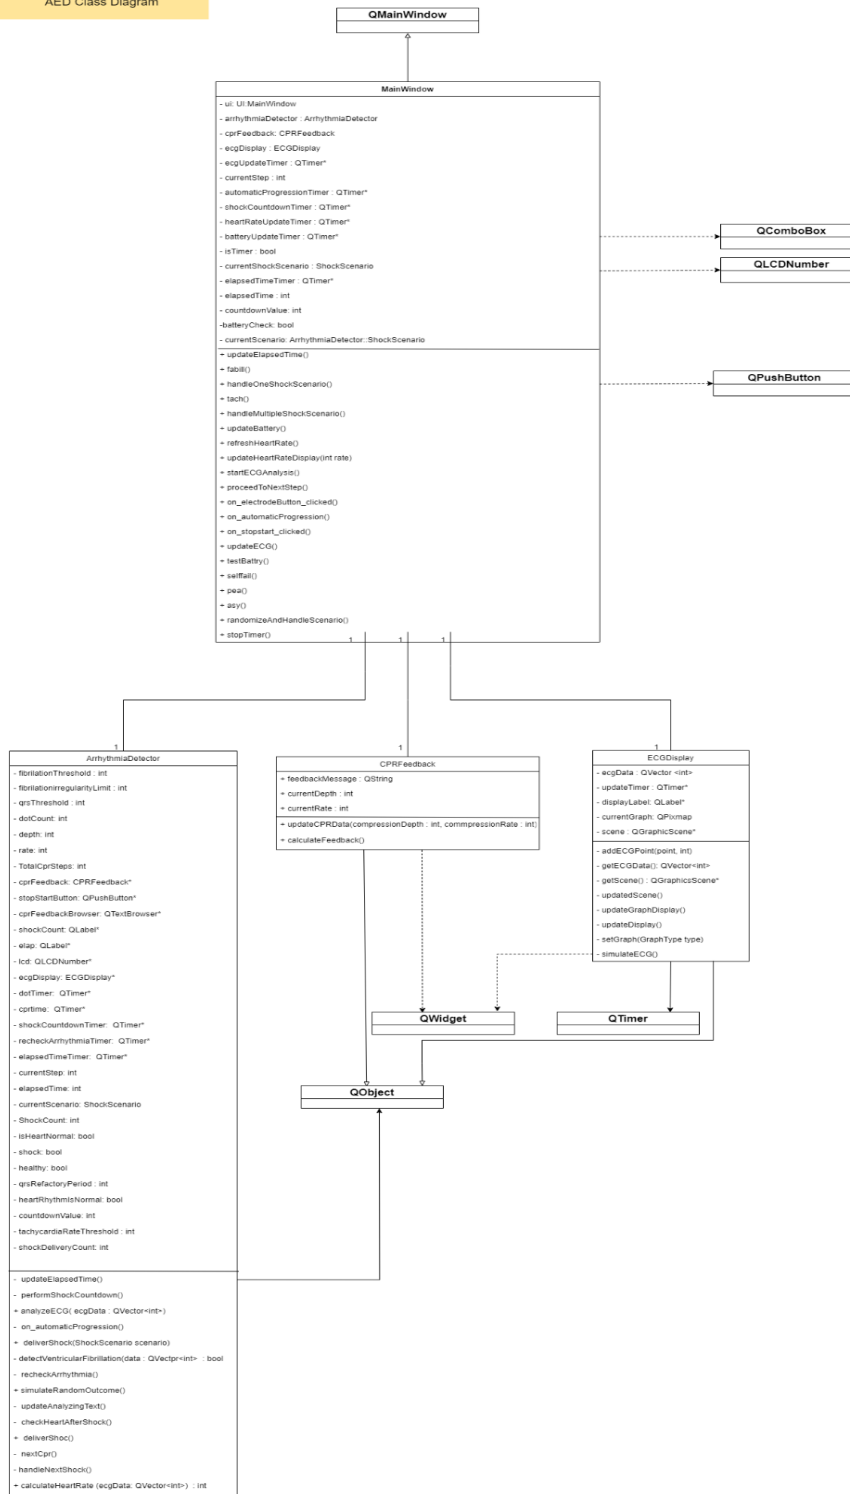 AED Class Diagram
QMainWindow
MainWindow
- ui: UI:MainWindow
- arrhythmiaDetector : ArrhythmiaDetector
- cprFeedback: CPRFeedback
- ecgDisplay : ECGDisplay
- ecgUpdateTimer : QTimer*
- currentStep : int
- automaticProgressionTimer : QTimer*
- shockCountdownTimer : QTimer*
- heartRateUpdateTimer : QTimer*
- batteryUpdateTimer : QTimer*
- isTimer : bool
- currentShockScenario : ShockScenario
- elapsedTimeTimer : QTimer*
- elapsedTime : int
- countdownValue: int
-batteryCheck: bool
- currentScenario: ArrhythmiaDetector::ShockScenario
+ updateElapsedTime()
+ fabill()
+ handleOneShockScenario()
+ tach()
+ handleMultipleShockScenario()
+ updateBattery()
+ refreshHeartRate()
+ updateHeartRateDisplay(int rate)
+ startECGAnalysis()
+ proceedToNextStep()
+ on_electrodeButton_clicked()
+ on_automaticProgression()
+ on_stopstart_clicked()
+ updateECG()
+ testBattry()
+ selffail()
+ pea()
+ asy()
+ randomizeAndHandleScenario()
+ stopTimer()
QComboBox
QLCDNumber
QPushButton
1 1 1
1 1 1
ArrhythmiaDetector
- fibrilationThreshold : int
- fibrilationirregularityLimit : int
- qrsThreshold : int
- dotCount: int
- depth: int
- rate: int
- TotalCprSteps: int
- cprFeedback: CPRFeedback*
- stopStartButton: QPushButton*
- cprFeedbackBrowser: QTextBrowser*
- shockCount: QLabel*
- elap: QLabel*
- lcd: QLCDNumber*
- ecgDisplay: ECGDisplay*
- dotTimer: QTimer*
- cprtime: QTimer*
- shockCountdownTimer: QTimer*
- recheckArrhythmiaTimer: QTimer*
- elapsedTimeTimer: QTimer*
- currentStep: int
- elapsedTime: int
- currentScenario: ShockScenario
- ShockCount: int
- isHeartNormal: bool
- shock: bool
- healthy: bool
- qrsRefactoryPeriod : int
- heartRhythmIsNormal: bool
- countdownValue: int
- tachycardiaRateThreshold : int
- shockDeliveryCount: int
- updateElapsedTime()
- performShockCountdown()
+ analyzeECG( ecgData : QVector<int>)
- on_automaticProgression()
+ deliverShock(ShockScenario scenario)
- detectVentricularFibrillation(data : QVectpr<int> : bool
- recheckArrhythmia()
+ simulateRandomOutcome()
- updateAnalyzingText()
- checkHeartAfterShock()
+ deliverShoc()
- nextCpr()
- handleNextShock()
+ calculateHeartRate (ecgData: QVector<int>) : int
CPRFeedback
+ feedbackMessage : QString
+ currentDepth : int
+ currentRate : int
+ updateCPRData(compressionDepth : int, commpressionRate : int)
+ calculateFeedback()
ECGDisplay
- ecgData : QVector <int>
- updateTimer : QTimer*
- displayLabel: QLabel*
- currentGraph : QPixmap
- scene : QGraphicScene*
- addECGPoint(point, int)
- getECGData(): QVector<int>
- getScene() : QGraphicsScene*
- updatedScene()
- updateGraphDisplay()
- updateDisplay()
- setGraph(GraphType type)
- simulateECG()
QWidget
QTimer
QObject